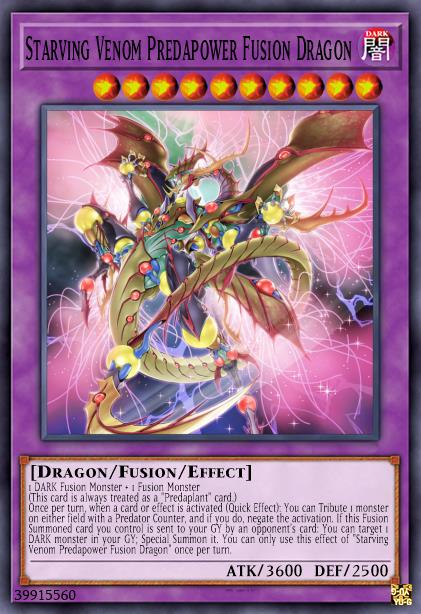 Starving Venom Predapower Fusion Dragon
DARK
闇
[Dragon/Fusion/Effect]
1 DARK Fusion Monster + 1 Fusion Monster
(This card is always treated as a "Predaplant" card.)
Once per turn, when a card or effect is activated (Quick Effect): You can Tribute 1 monster
on either field with a Predator Counter, and if you do, negate the activation. If this Fusion
Summoned card you control is sent to your GY by an opponent's card: You can target 1
DARK monster in your GY; Special Summon it. You can only use this effect of "Starving
Venom Predapower Fusion Dragon" once per turn.
ATK/3600 DEF/2500
39915560